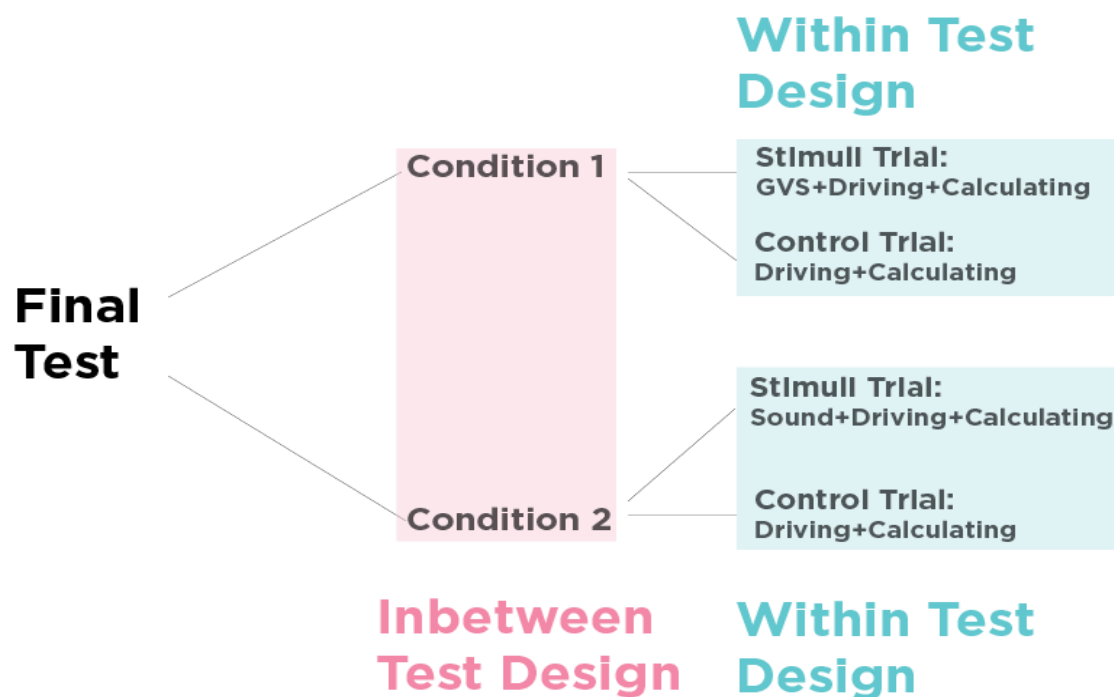 Within Test
Design
Condition 1
StImulI TrIal:
GVS+Driving+Calculating
Control TrIal:
Driving+Calculating
Final
Test
StImulI TrIal:
Sound+Driving+Calculating
Control TrIal:
Driving+Calculating
Condition 2
Inbetween
Test Design
Within Test
Design